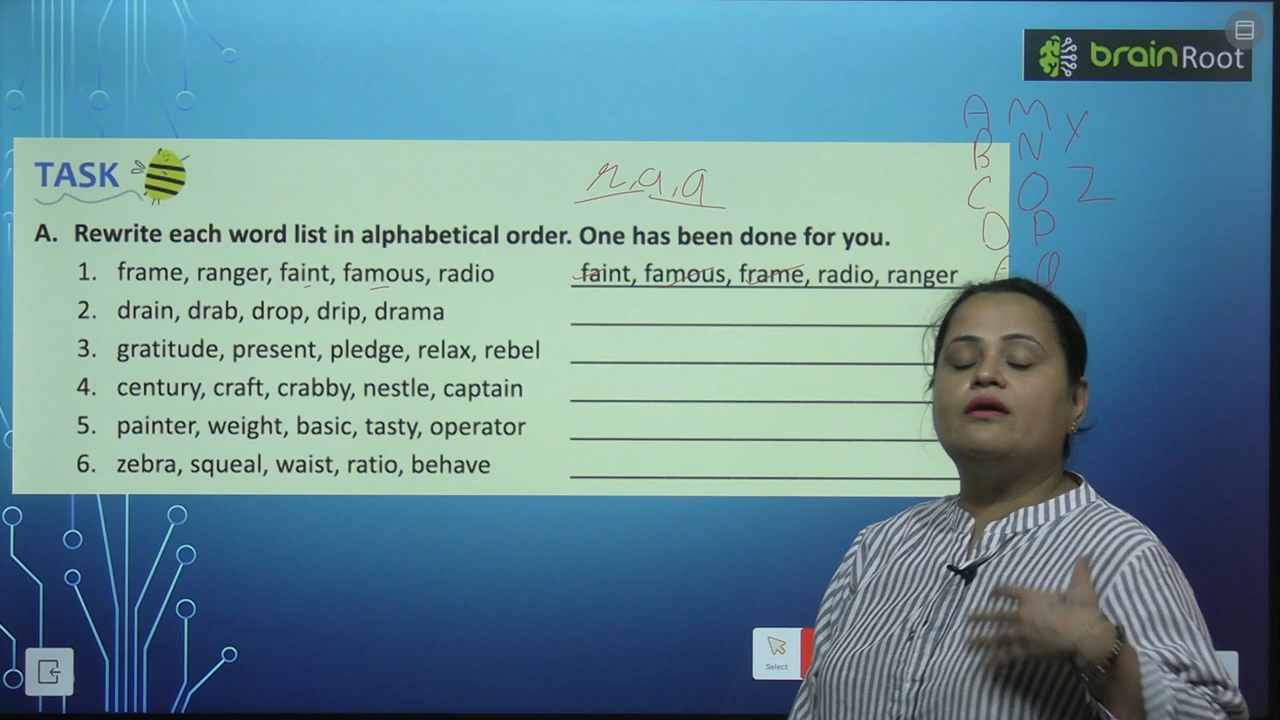 brainRoot
A M Y
B N
C O Z
D P
TASK
r, a, a
A. Rewrite each word list in alphabetical order. One has been done for you.
1. frame, ranger, faint, famous, radio faint, famous, frame, radio, ranger
2. drain, drab, drop, drip, drama
3. gratitude, present, pledge, relax, rebel
4. century, craft, crabby, nestle, captain
5. painter, weight, basic, tasty, operator
6. zebra, squeal, waist, ratio, behave
Select